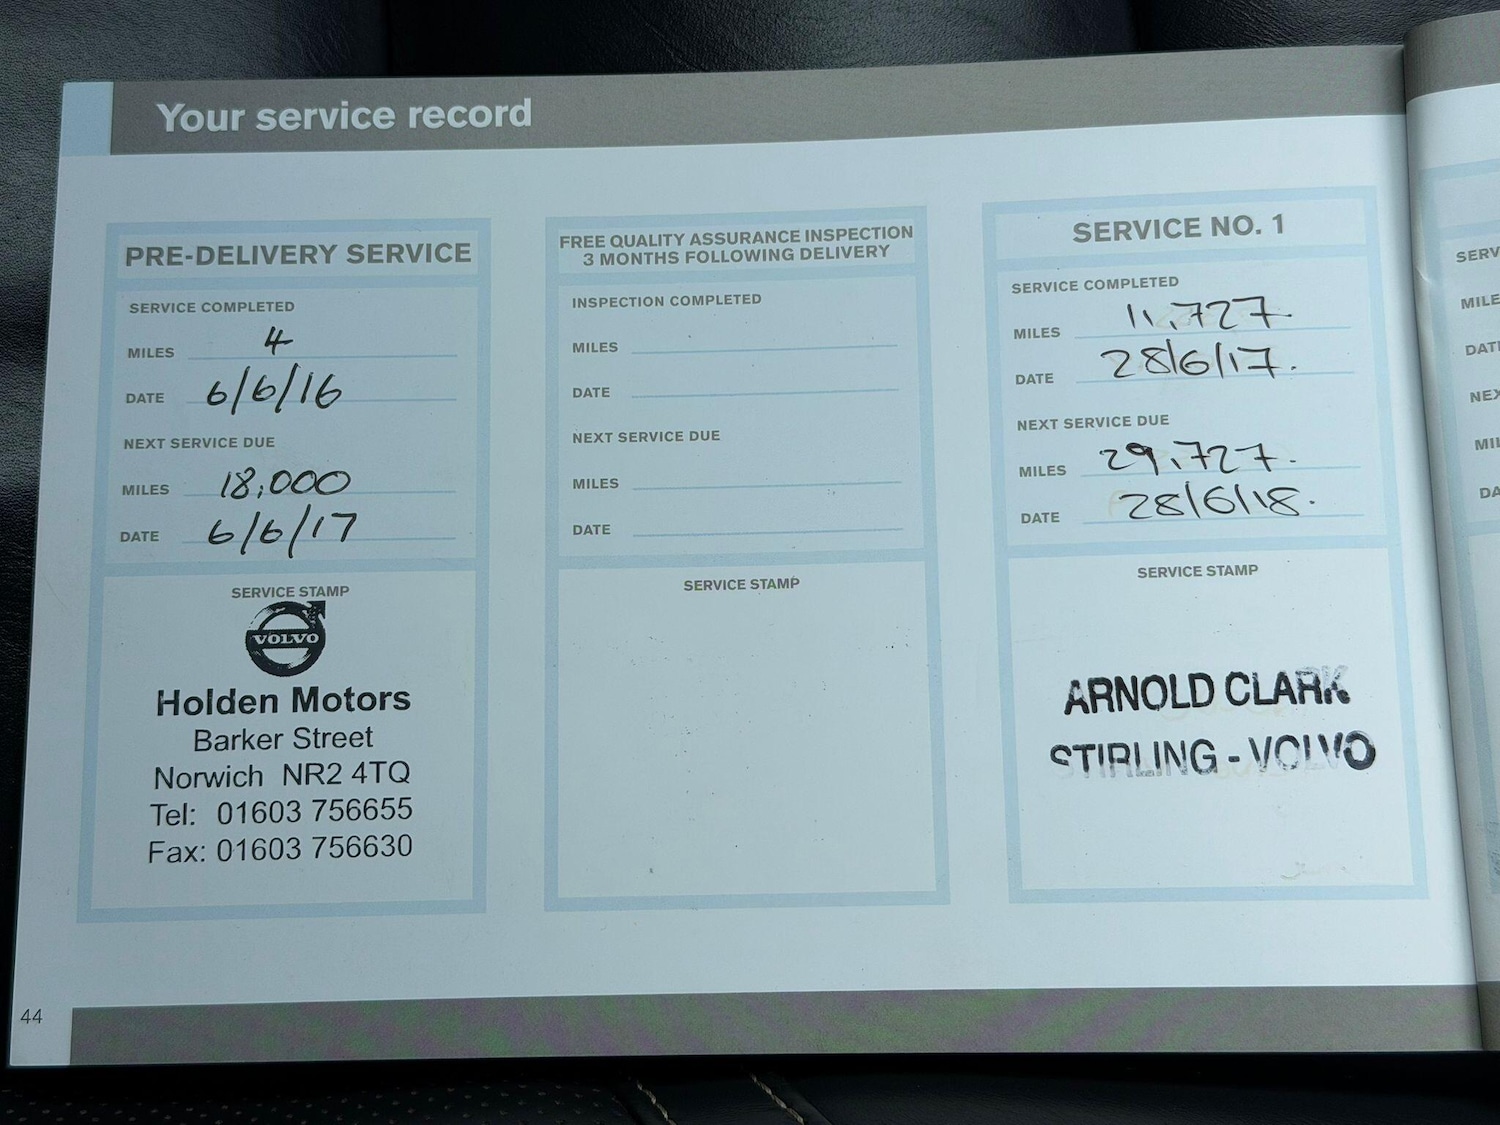 Your service record
PRE-DELIVERY SERVICE
SERVICE COMPLETED
MILES 4
DATE 6/6/16
NEXT SERVICE DUE
MILES 18,000
DATE 6/6/17
SERVICE STAMP
VOLVO
Holden Motors
Barker Street
Norwich NR2 4TQ
Tel: 01603 756655
Fax: 01603 756630
FREE QUALITY ASSURANCE INSPECTION
3 MONTHS FOLLOWING DELIVERY
INSPECTION COMPLETED
MILES
DATE
NEXT SERVICE DUE
MILES
DATE
SERVICE STAMP
SERVICE NO. 1
SERVICE COMPLETED
MILES 11,727.
DATE 28/6/17.
NEXT SERVICE DUE
MILES 29,727.
DATE 28/6/18.
SERVICE STAMP
ARNOLD CLARK
STIRLING - VOLVO
44